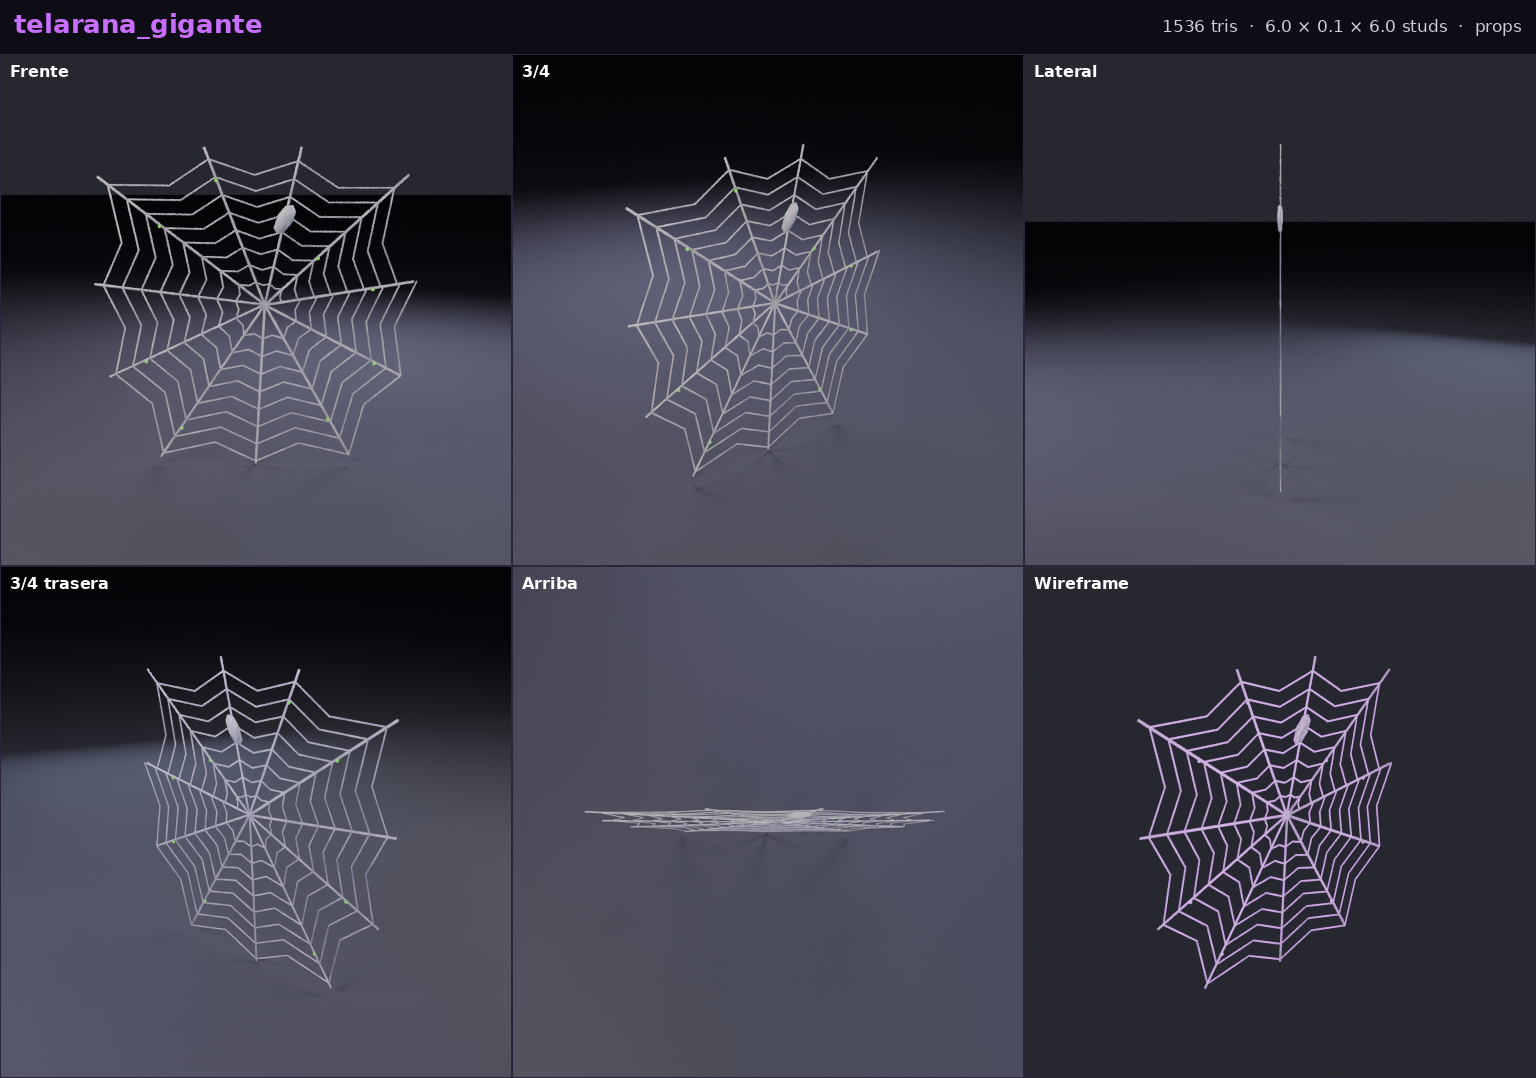 telarana_gigante
1536 tris · 6.0 × 0.1 × 6.0 studs · props
Frente
3/4
Lateral
3/4 trasera
Arriba
Wireframe